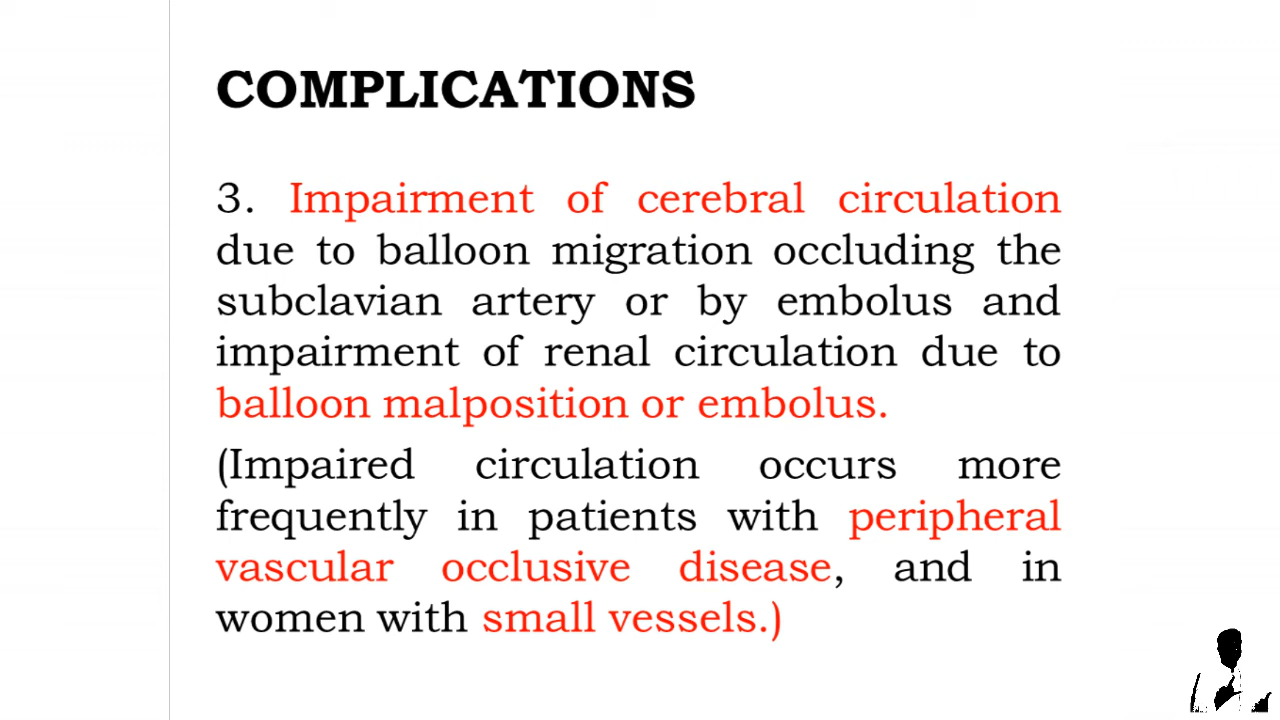 COMPLICATIONS
3. Impairment of cerebral circulation
due to balloon migration occluding the
subclavian artery or by embolus and
impairment of renal circulation due to
balloon malposition or embolus.
(Impaired circulation occurs more
frequently in patients with peripheral
vascular occlusive disease, and in
women with small vessels.)